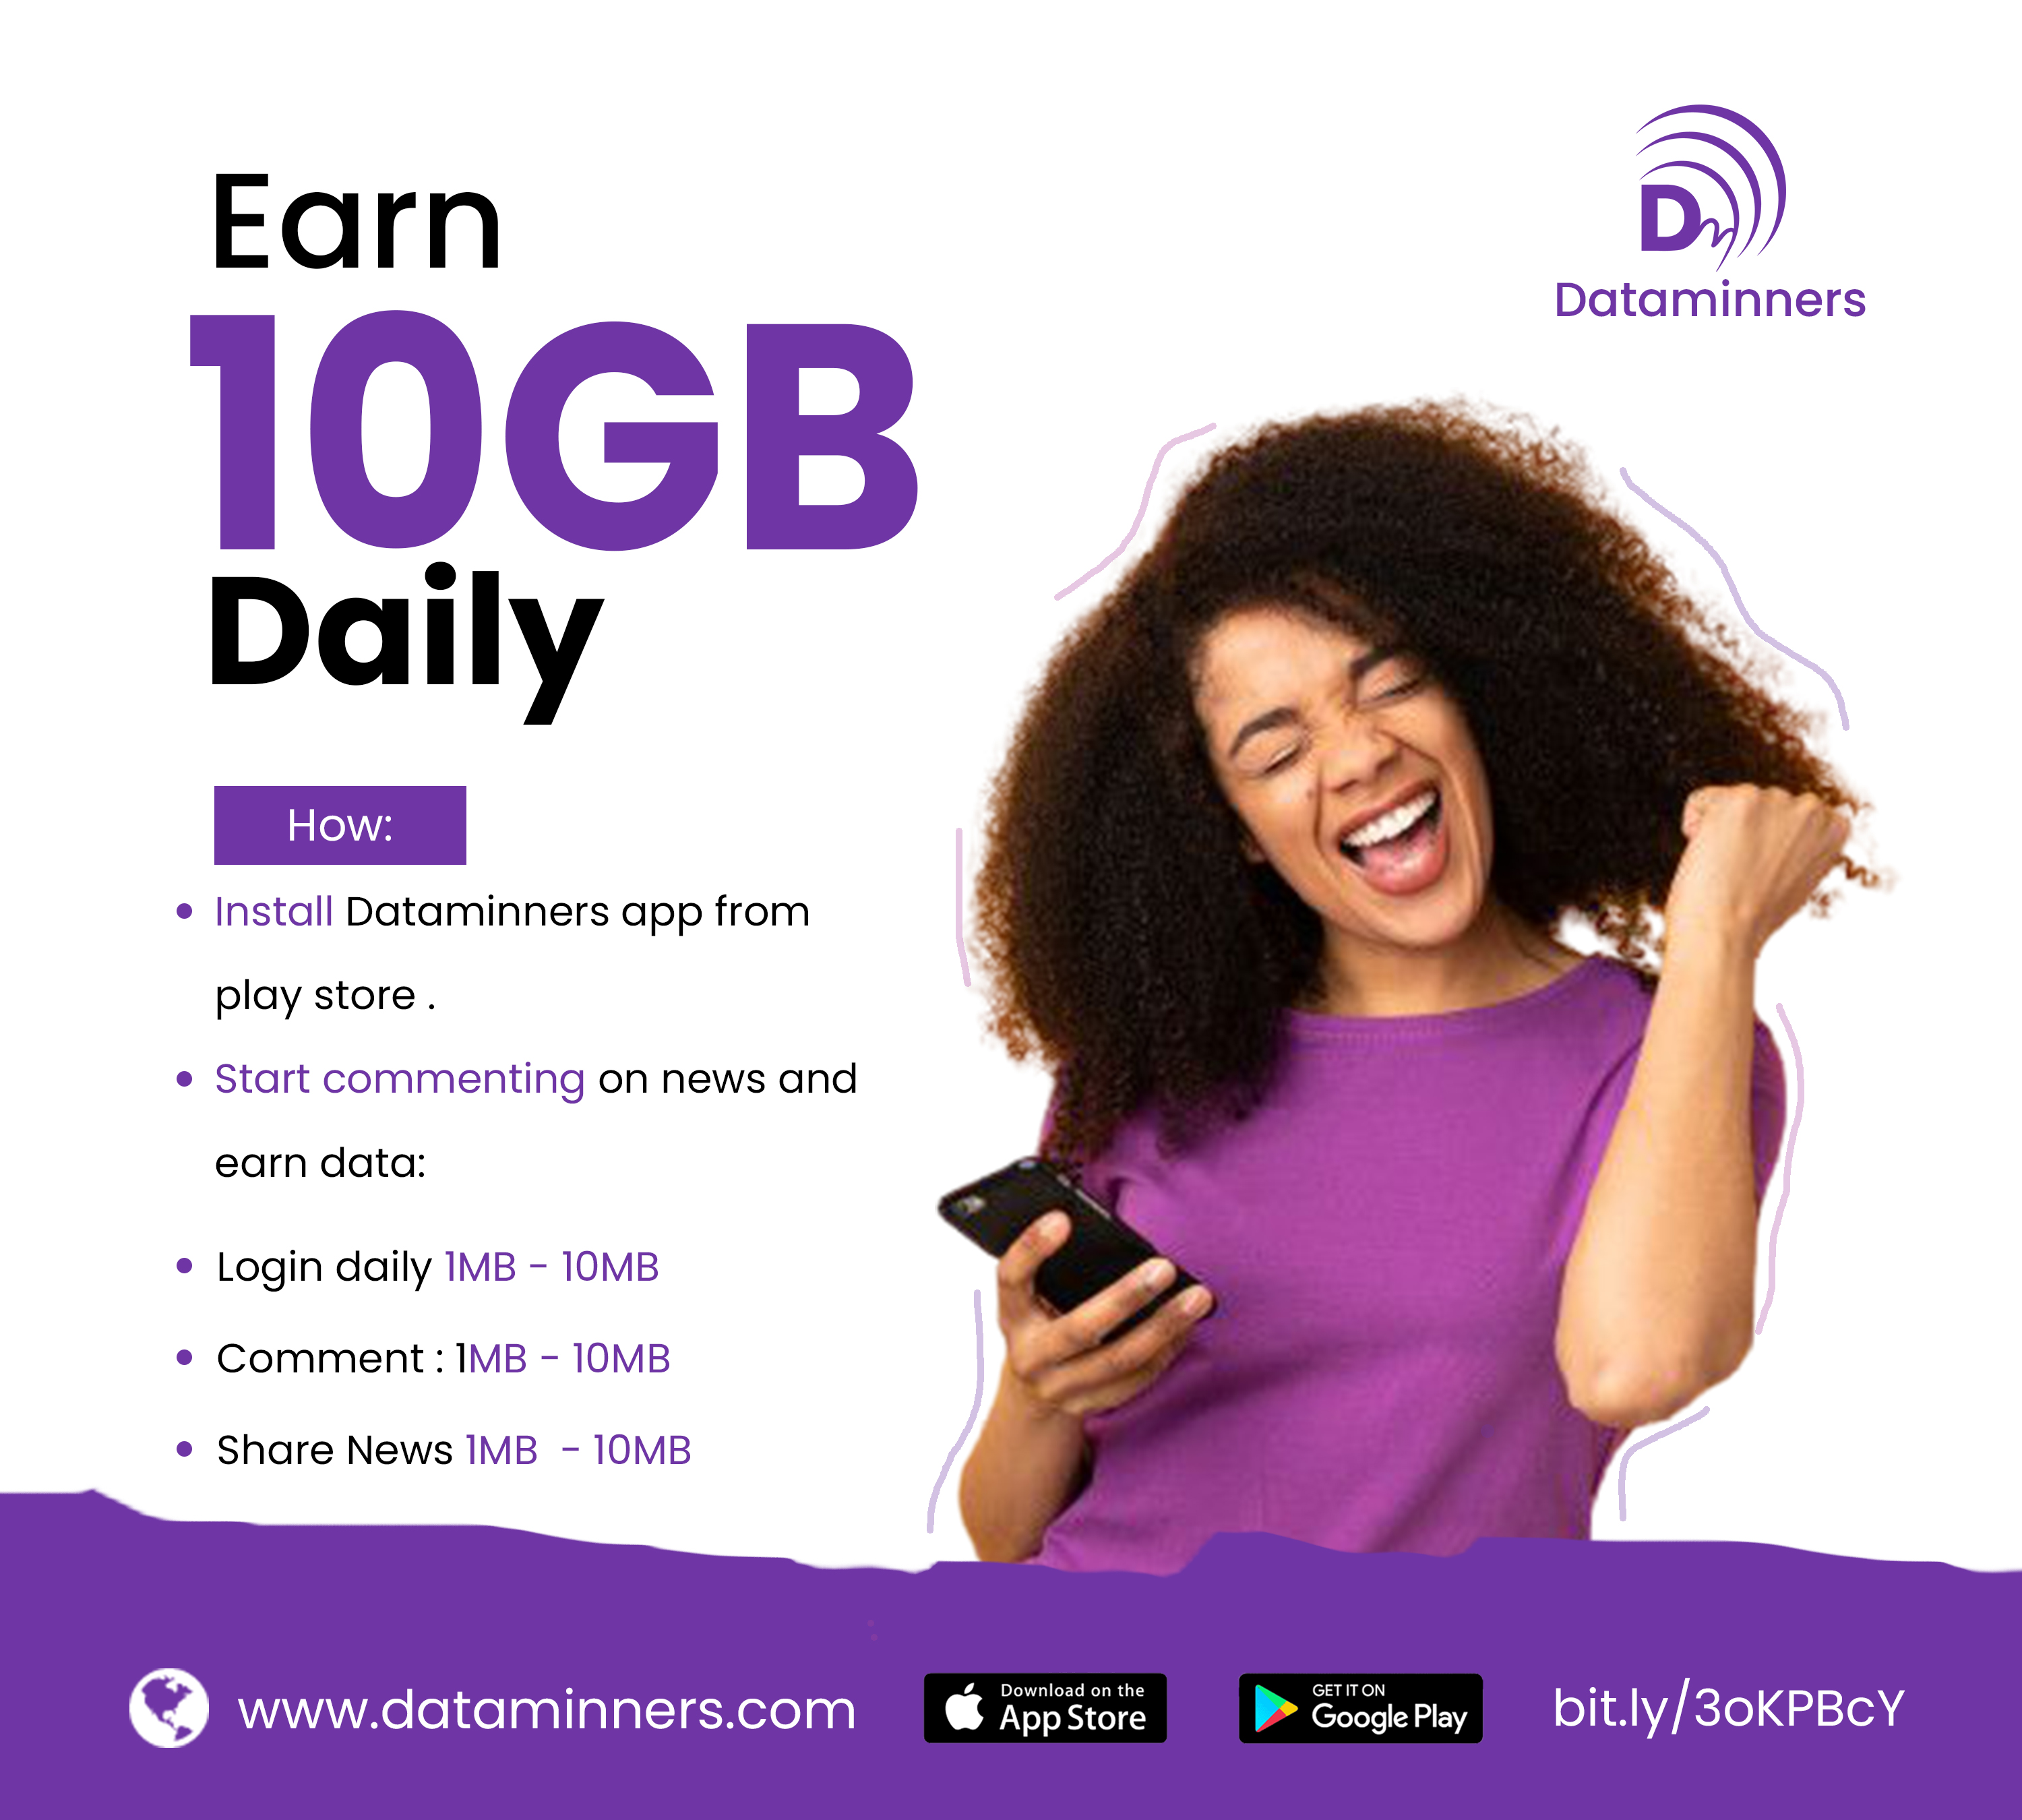 Earn
10GB
Daily
Dm
Dataminners
How:
Install Dataminners app from
play store .
Start commenting on news and
earn data:
Login daily 1MB - 10MB
Comment : 1MB - 10MB
Share News 1MB  - 10MB
www.dataminners.com
Download on the
App Store
GET IT ON
Google Play
bit.ly/3oKPBcY